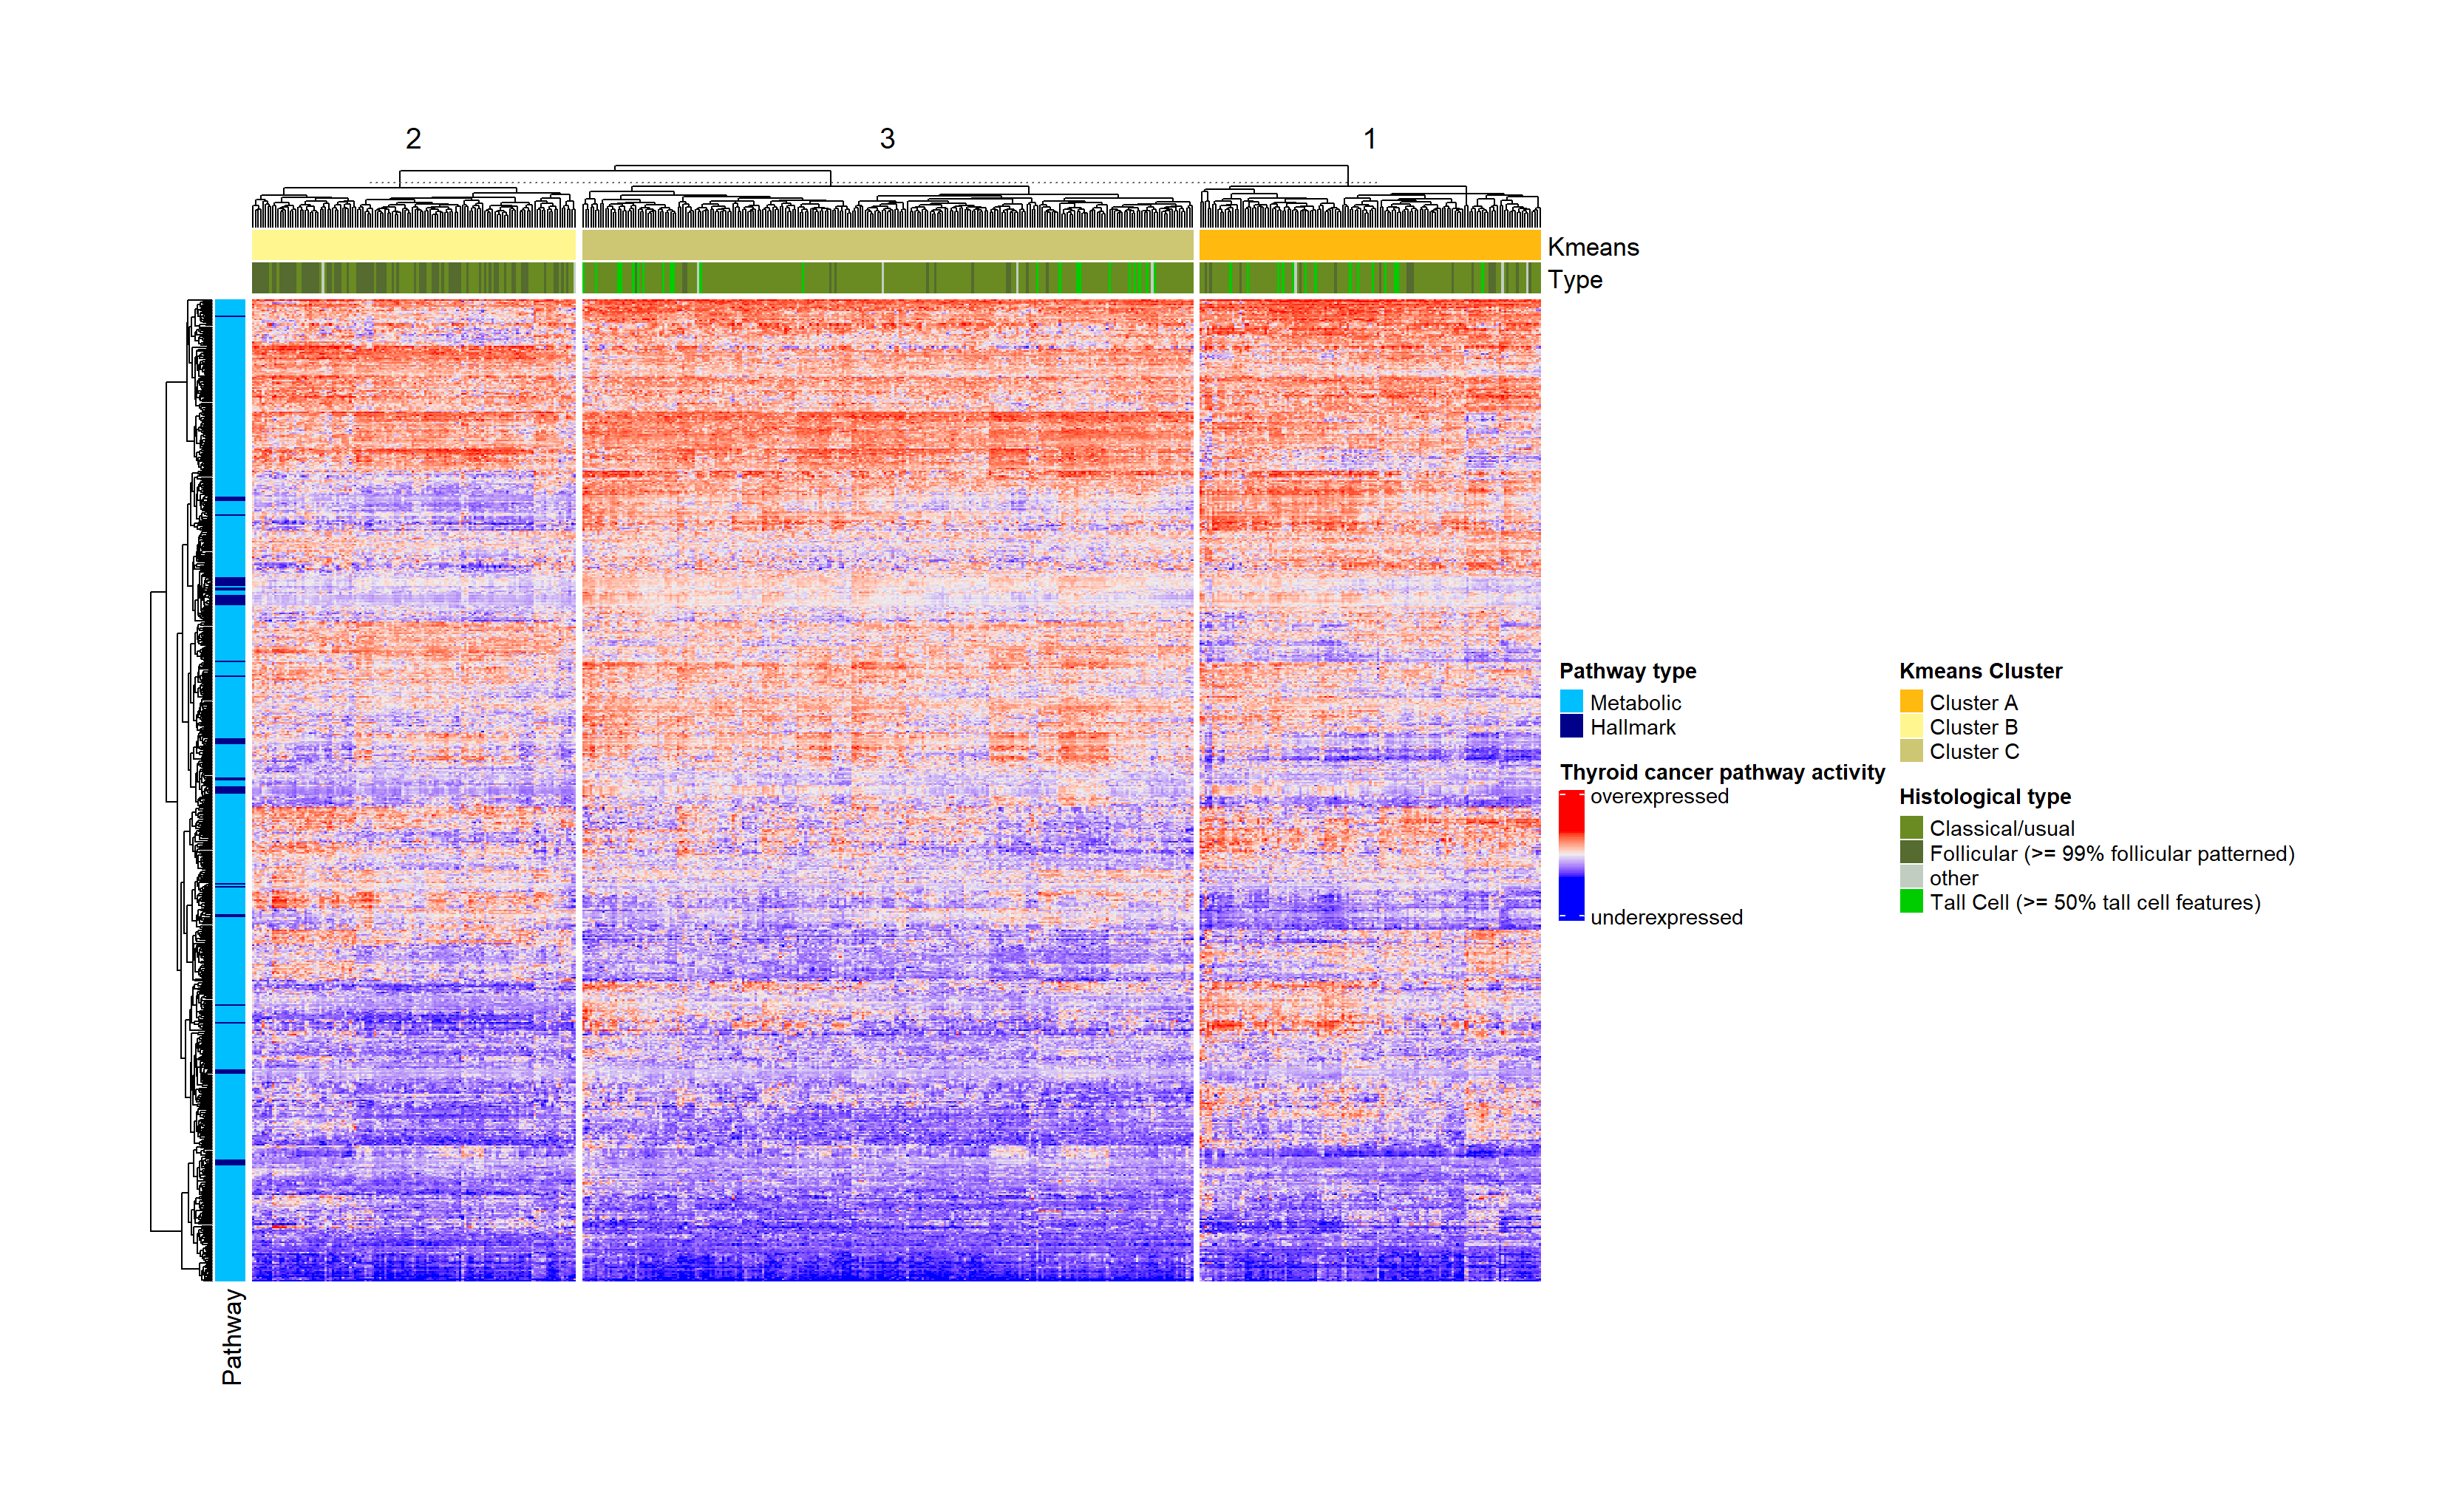 2 3 1
Kmeans
Type
Pathway type
Metabolic
Hallmark
Thyroid cancer pathway activity
overexpressed
underexpressed
Kmeans Cluster
Cluster A
Cluster B
Cluster C
Histological type
Classical/usual
Follicular (>= 99% follicular patterned)
other
Tall Cell (>= 50% tall cell features)
Pathway